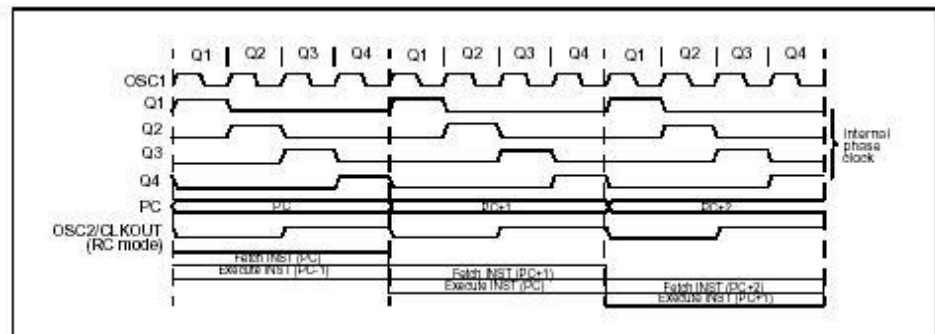 Q1 Q2 Q3 Q4 Q1 Q2 Q3 Q4 Q1 Q2 Q3 Q4
OSC1
Q1
Q2
Q3
Q4
Internal
phase
clock
PC PC PC+1 PC+2
OSC2/CLKOUT
(RC mode)
Fetch INST (PC)
Execute INST (PC-1) Fetch INST (PC+1)
Execute INST (PC) Fetch INST (PC+2)
Execute INST (PC+1)